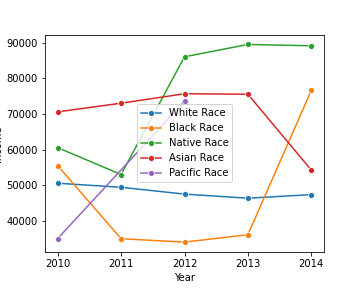 90000
80000
70000
60000
50000
40000
White Race
Black Race
Native Race
Asian Race
Pacific Race
2010
2011
2012
2013
2014
Year